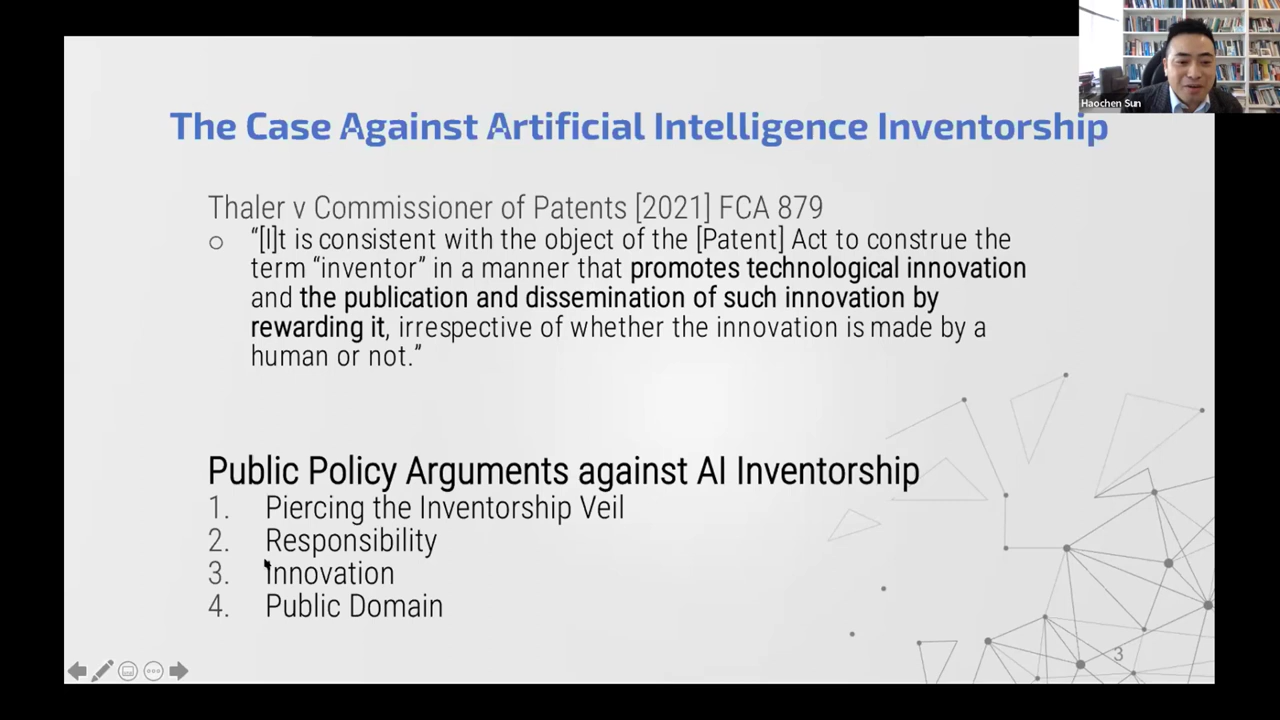 Haochen Sun
The Case Against Artificial Intelligence Inventorship
Thaler v Commissioner of Patents [2021] FCA 879
○ “[I]t is consistent with the object of the [Patent] Act to construe the
term “inventor” in a manner that promotes technological innovation
and the publication and dissemination of such innovation by
rewarding it, irrespective of whether the innovation is made by a
human or not.”
Public Policy Arguments against AI Inventorship
1. Piercing the Inventorship Veil
2. Responsibility
3. Innovation
4. Public Domain
3